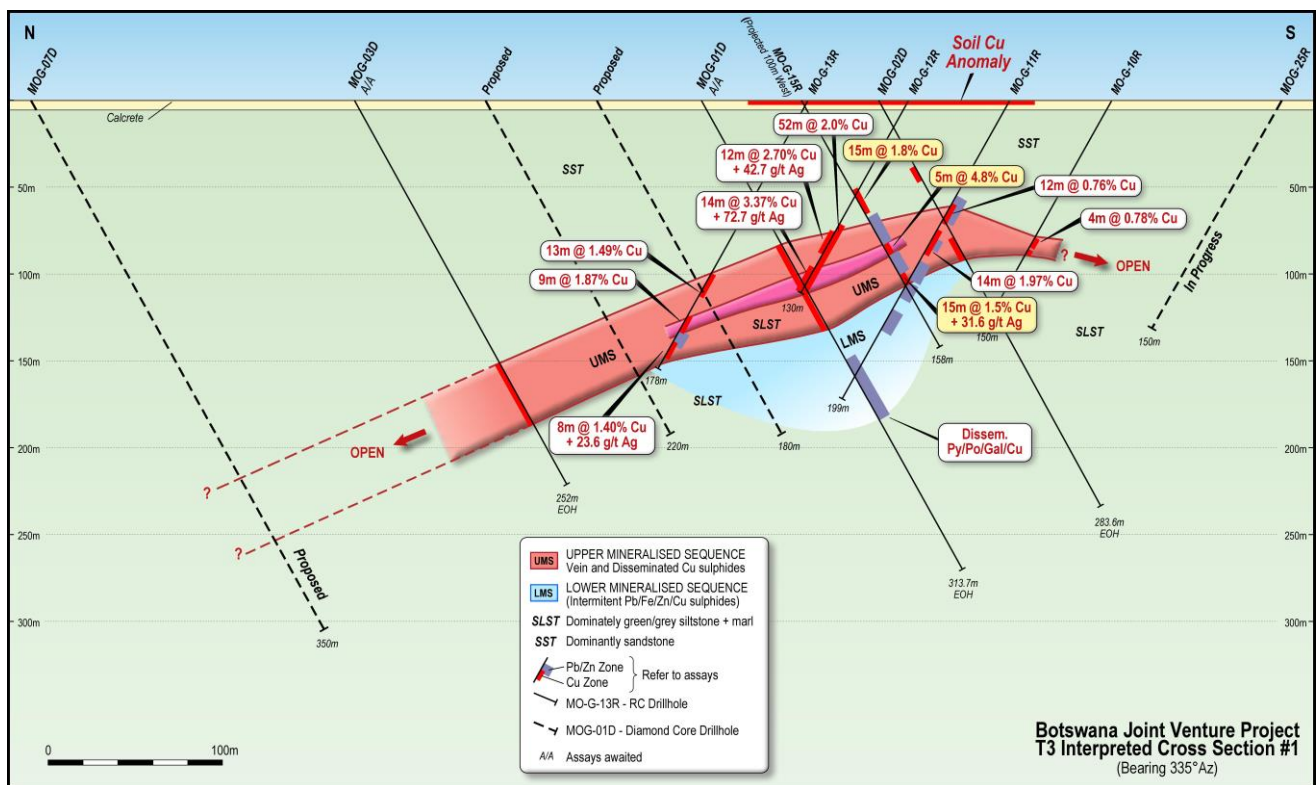 N
S
MOG-07D
MOG-03D
A/A
Proposed
Proposed
MOG-01D
A/A
(Projected 100m West)
MO-G-15R
MO-G-13R
MOG-02D
MO-G-12R
Soil Cu
Anomaly
MO-G-11R
MO-G-10R
MOG-25R
Calcrete
SST
SST
52m @ 2.0% Cu
12m @ 2.70% Cu
+ 42.7 g/t Ag
15m @ 1.8% Cu
5m @ 4.8% Cu
14m @ 3.37% Cu
+ 72.7 g/t Ag
12m @ 0.76% Cu
4m @ 0.78% Cu
13m @ 1.49% Cu
9m @ 1.87% Cu
?
OPEN
In Progress
14m @ 1.97% Cu
15m @ 1.5% Cu
+ 31.6 g/t Ag
UMS
UMS
SLST
SLST
SLST
LMS
130m
150m
150m
158m
178m
199m
8m @ 1.40% Cu
+ 23.6 g/t Ag
Dissem.
Py/Po/Gal/Cu
220m
180m
OPEN
?
?
252m
EOH
283.6m
EOH
313.7m
EOH
Proposed
350m
50m
100m
150m
200m
250m
300m
50m
100m
150m
200m
250m
300m
UMS
UPPER MINERALISED SEQUENCE
Vein and Disseminated Cu sulphides
LMS
LOWER MINERALISED SEQUENCE
(Intermitent Pb/Fe/Zn/Cu sulphides)
SLST Dominately green/grey siltstone + marl
SST Dominantly sandstone
Pb/Zn Zone
Cu Zone
Refer to assays
MO-G-13R - RC Drillhole
MOG-01D - Diamond Core Drillhole
A/A Assays awaited
0
100m
Botswana Joint Venture Project
T3 Interpreted Cross Section #1
(Bearing 335°Az)